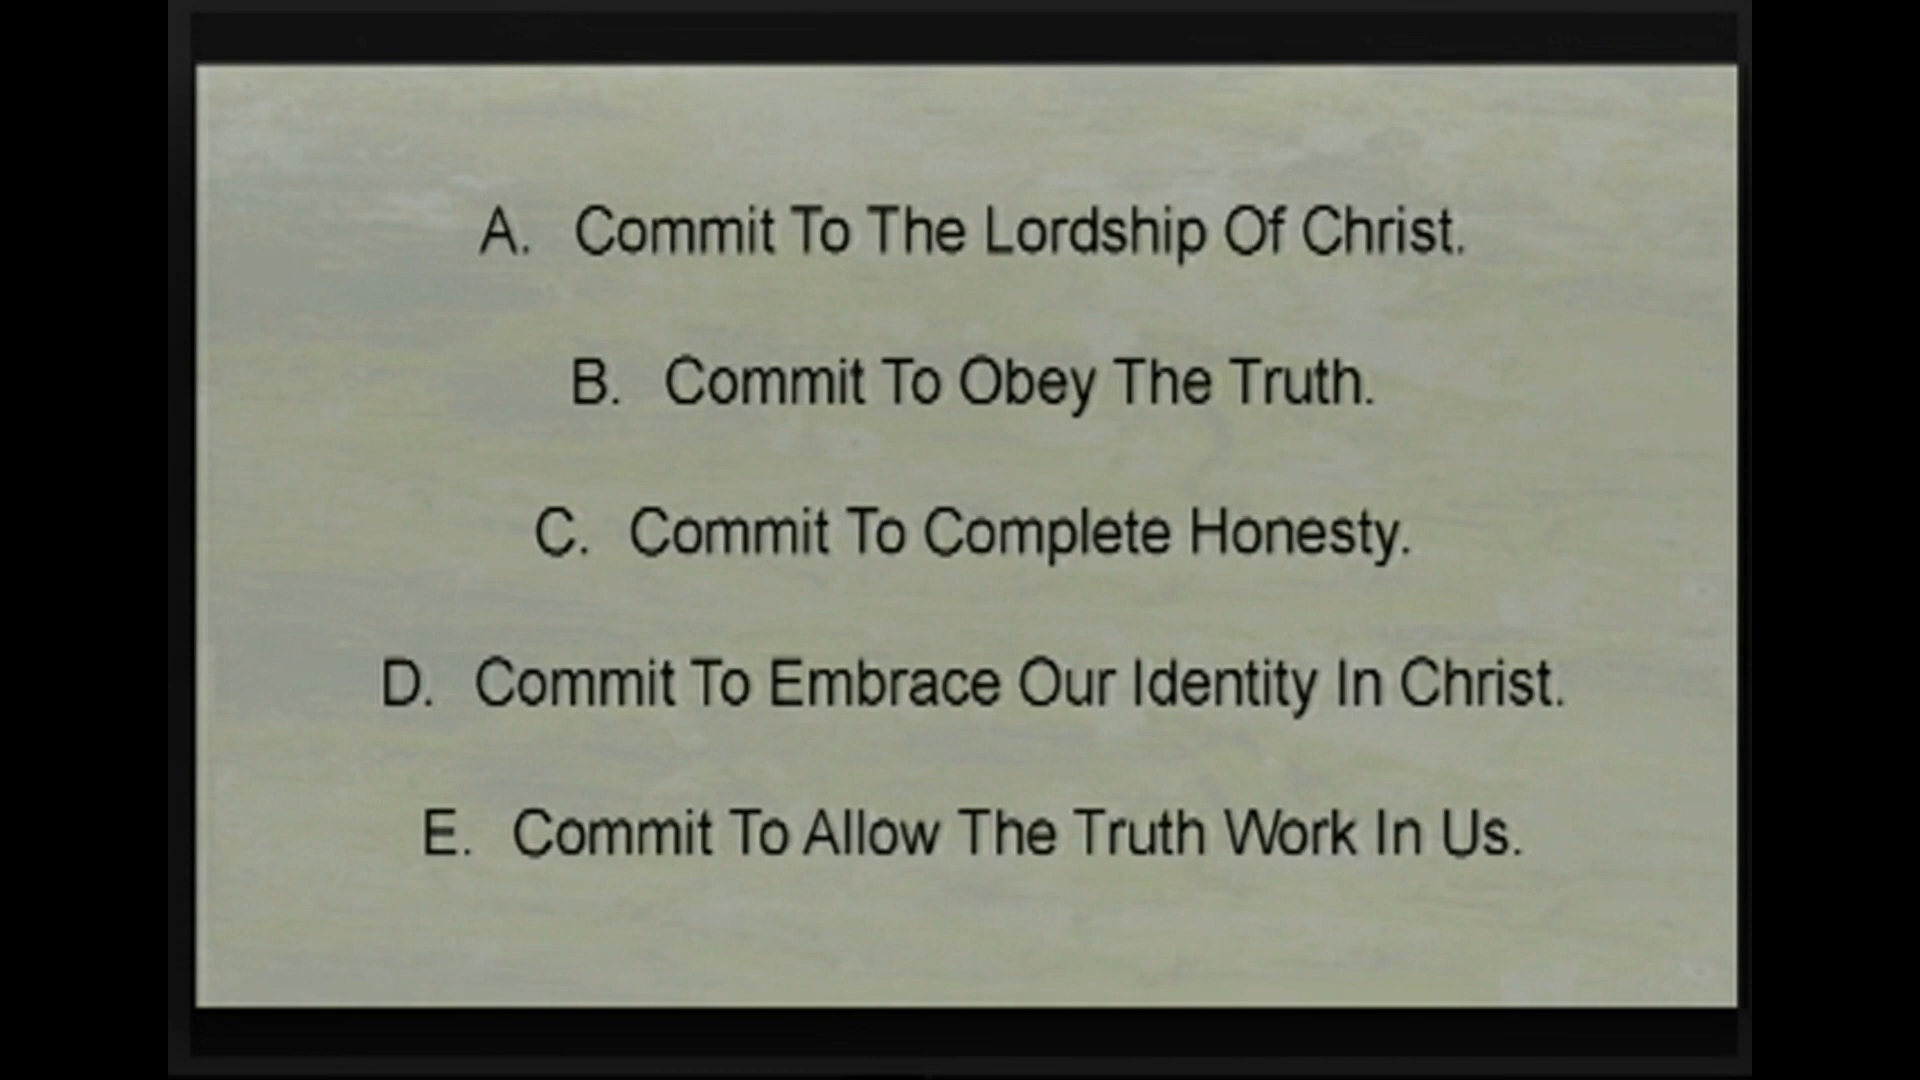 A. Commit To The Lordship Of Christ.
B. Commit To Obey The Truth.
C. Commit To Complete Honesty.
D. Commit To Embrace Our Identity In Christ.
E. Commit To Allow The Truth Work In Us.